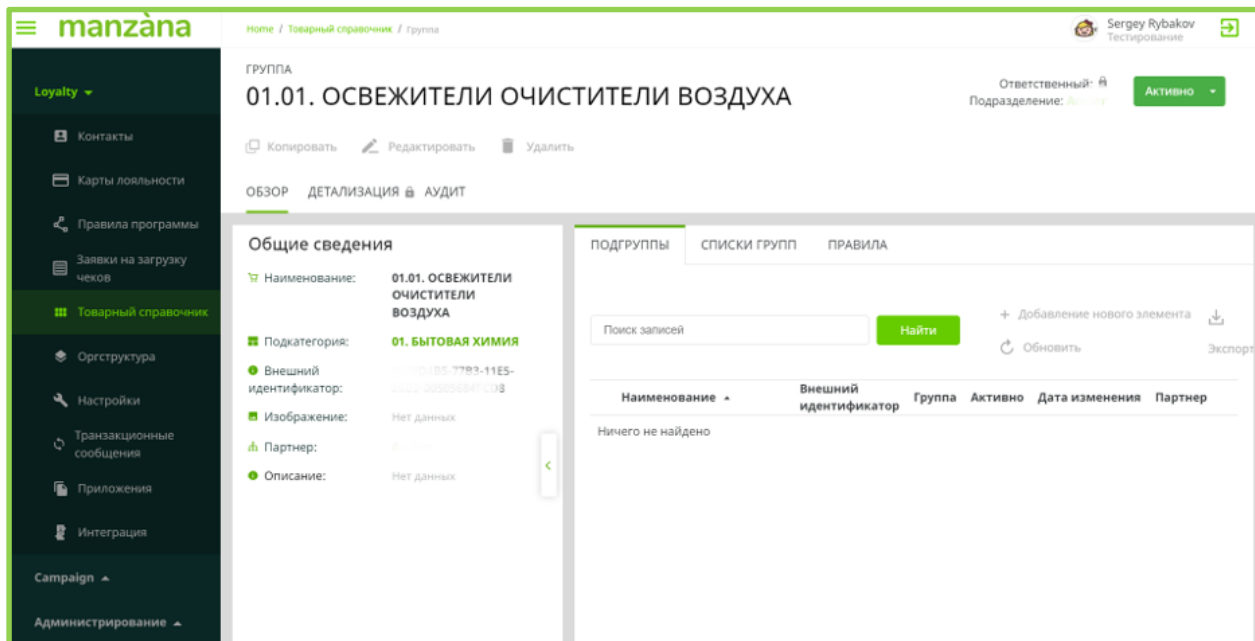 manzàna
Home / Товарный справочник / Группа
Sergey Rybakov
Тестирование
Loyalty
Контакты
Карты лояльности
Правила программы
Заявки на загрузку
чеков
Товарный справочник
Оргструктура
Настройки
Транзакционные
сообщения
Приложения
Интеграция
Campaign
Администрирование
ГРУППА
01.01. ОСВЕЖИТЕЛИ ОЧИСТИТЕЛИ ВОЗДУХА
Ответственный:
Подразделение:
Активно
Копировать Редактировать Удалить
ОБЗОР ДЕТАЛИЗАЦИЯ АУДИТ
Общие сведения
Наименование: 01.01. ОСВЕЖИТЕЛИ
ОЧИСТИТЕЛИ
ВОЗДУХА
Подкатегория: 01. БЫТОВАЯ ХИМИЯ
Внешний
идентификатор:
Изображение: Нет данных
Партнер:
Описание: Нет данных
ПОДГРУППЫ СПИСКИ ГРУПП ПРАВИЛА
Поиск записей Найти
+ Добавление нового элемента
Обновить Экспорт
Наименование Внешний
идентификатор Группа Активно Дата изменения Партнер
Ничего не найдено